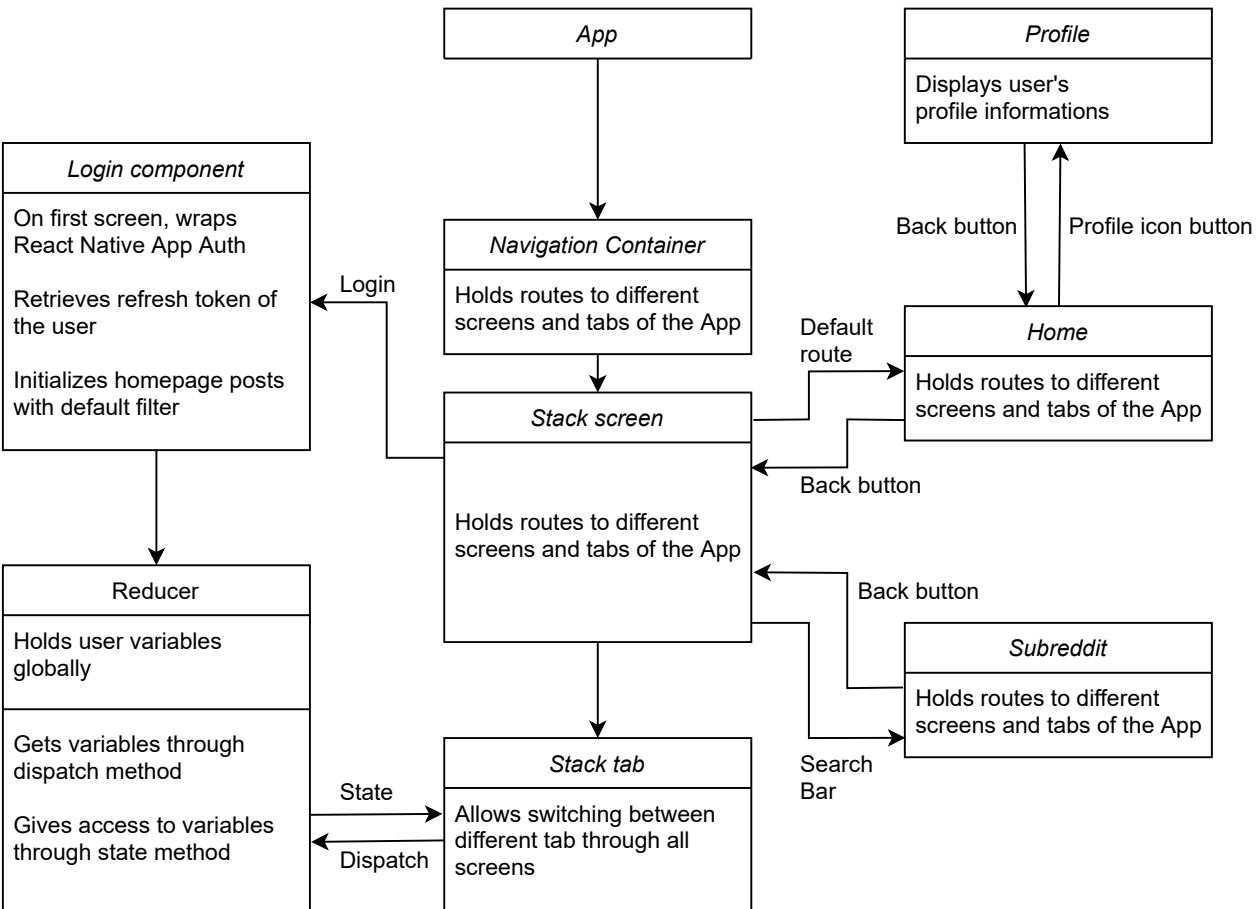 App
Profile
Displays user's
profile informations
Login component
On first screen, wraps
React Native App Auth
Retrieves refresh token of
the user
Initializes homepage posts
with default filter
Navigation Container
Holds routes to different
screens and tabs of the App
Back button
Profile icon button
Login
Default
route
Home
Holds routes to different
screens and tabs of the App
Stack screen
Holds routes to different
screens and tabs of the App
Back button
Back button
Reducer
Holds user variables
globally
Gets variables through
dispatch method
Gives access to variables
through state method
Subreddit
Holds routes to different
screens and tabs of the App
Search
Bar
State
Dispatch
Stack tab
Allows switching between
different tab through all
screens